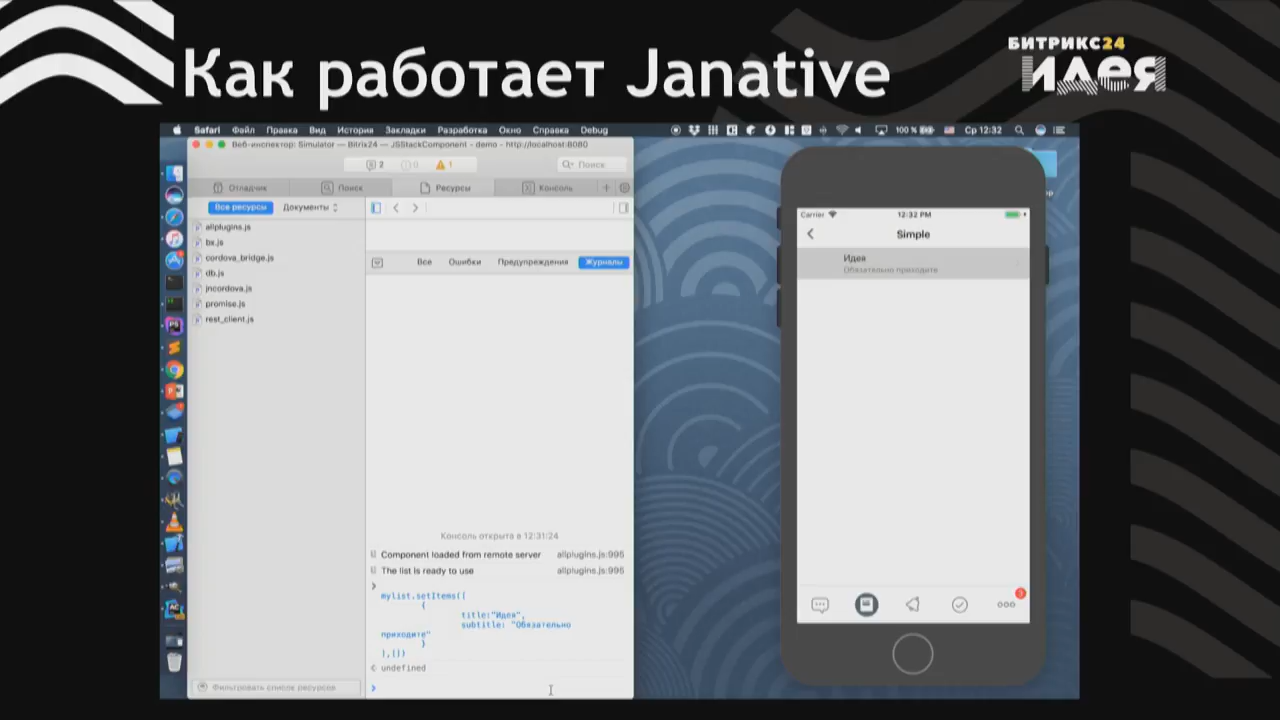 Как работает Janative
БИТРИКС24
идея
Safari Файл Правка Вид История Закладки Разработка Окно Справка Debug 100 % Ср 12:32
Веб-инспектор: Simulator — Bitrix24 — JSStackComponent - demo - http://localhost:8080
2 0 1 Поиск
Отладчик Поиск Ресурсы Консоль
Все ресурсы Документы
allplugins.js
bx.js
cordova_bridge.js
db.js
jncordova.js
promise.js
rest_client.js
Все Ошибки Предупреждения Журналы
Консоль открыта в 12:31:24
Component loaded from remote server allplugins.js:995
The list is ready to use allplugins.js:995
mylist.setItems([
{
title:"Идея",
subtitle: "Обязательно
приходите"
}
],[])
undefined
Фильтровать список ресурсов
Carrier 12:32 PM
Simple
Идея
Обязательно приходите